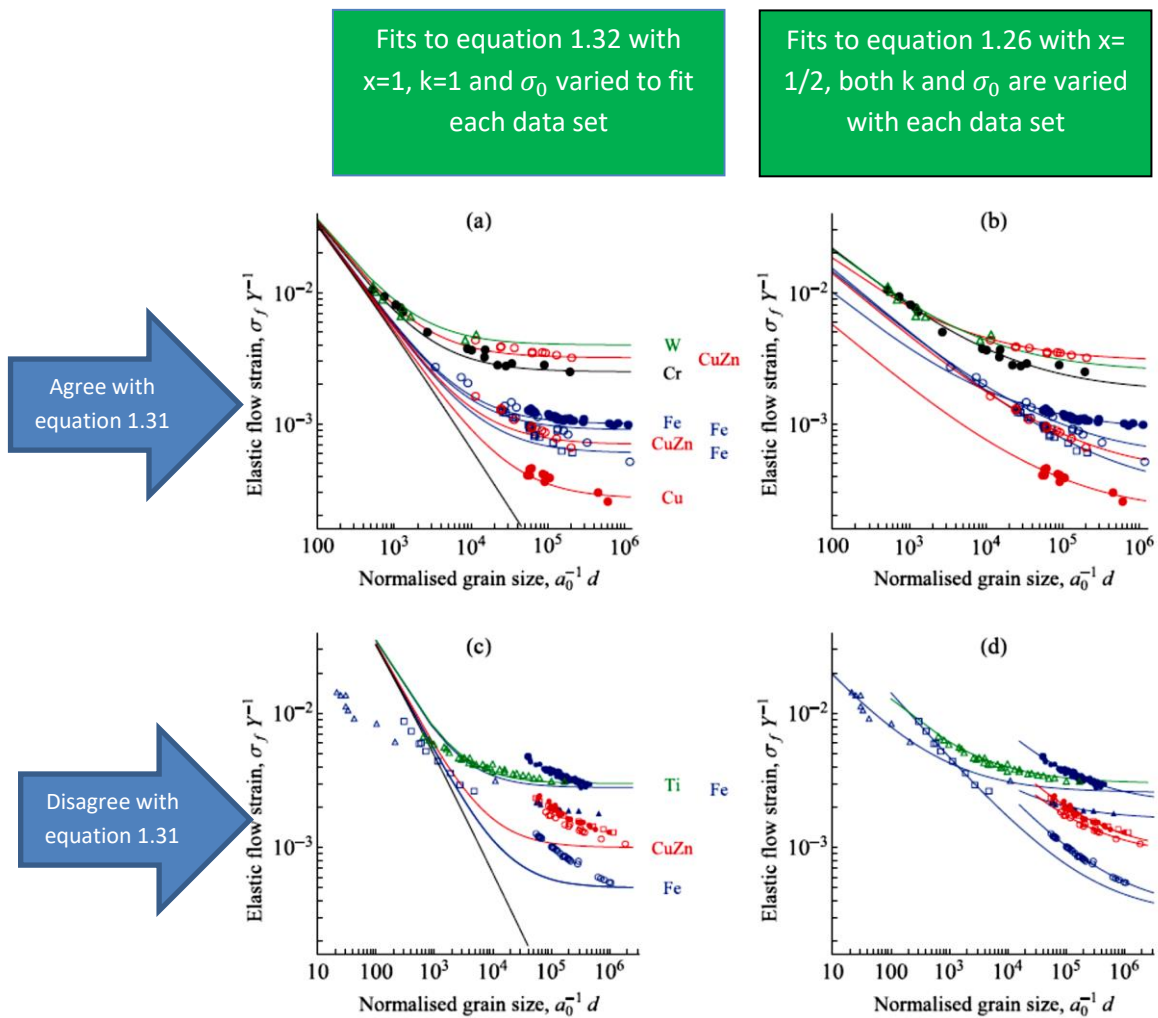 Fits to equation 1.32 with
x=1, k=1 and σ₀ varied to fit
each data set
Fits to equation 1.26 with x=
1/2, both k and σ₀ are varied
with each data set
Agree with
equation 1.31
(a)
Elastic flow strain, σ_f Y⁻¹
10⁻²
10⁻³
W
CuZn
Cr
Fe
Fe
CuZn
Fe
Cu
100
10³
10⁴
10⁵
10⁶
Normalised grain size, a₀⁻¹ d
(b)
Elastic flow strain, σ_f Y⁻¹
10⁻²
10⁻³
100
10³
10⁴
10⁵
10⁶
Normalised grain size, a₀⁻¹ d
Disagree with
equation 1.31
(c)
Elastic flow strain, σ_f Y⁻¹
10⁻²
10⁻³
Ti
Fe
CuZn
Fe
10
100
10³
10⁴
10⁵
10⁶
Normalised grain size, a₀⁻¹ d
(d)
Elastic flow strain, σ_f Y⁻¹
10⁻²
10⁻³
10
100
10³
10⁴
10⁵
10⁶
Normalised grain size, a₀⁻¹ d